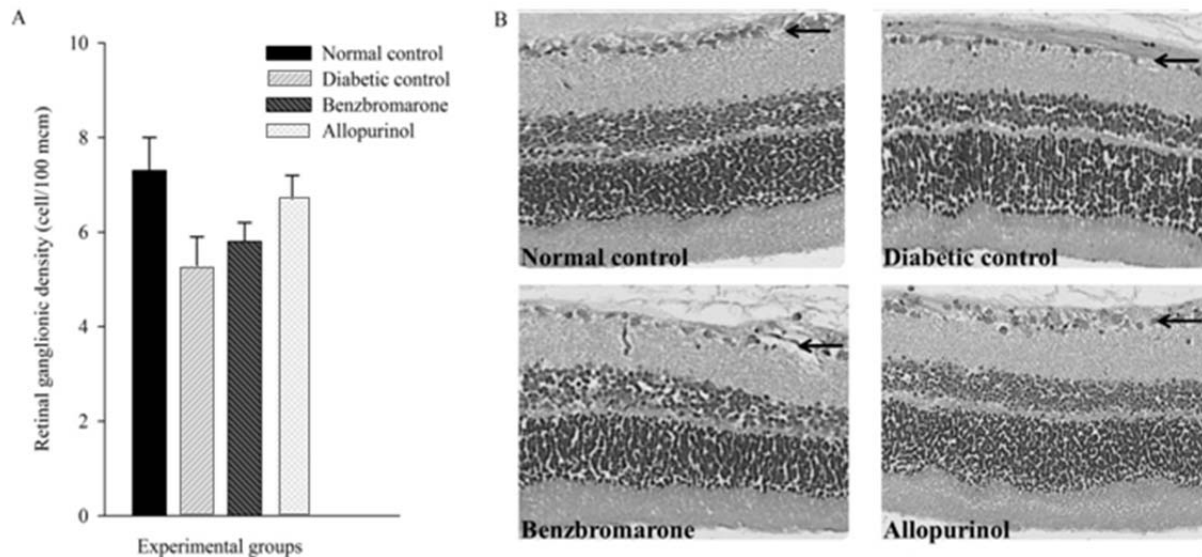 A
Retinal ganglionic density (cell/100 mcm)
10
8
6
4
2
0
Normal control
Diabetic control
Benzbromarone
Allopurinol
Experimental groups
B
Normal control
Diabetic control
Benzbromarone
Allopurinol